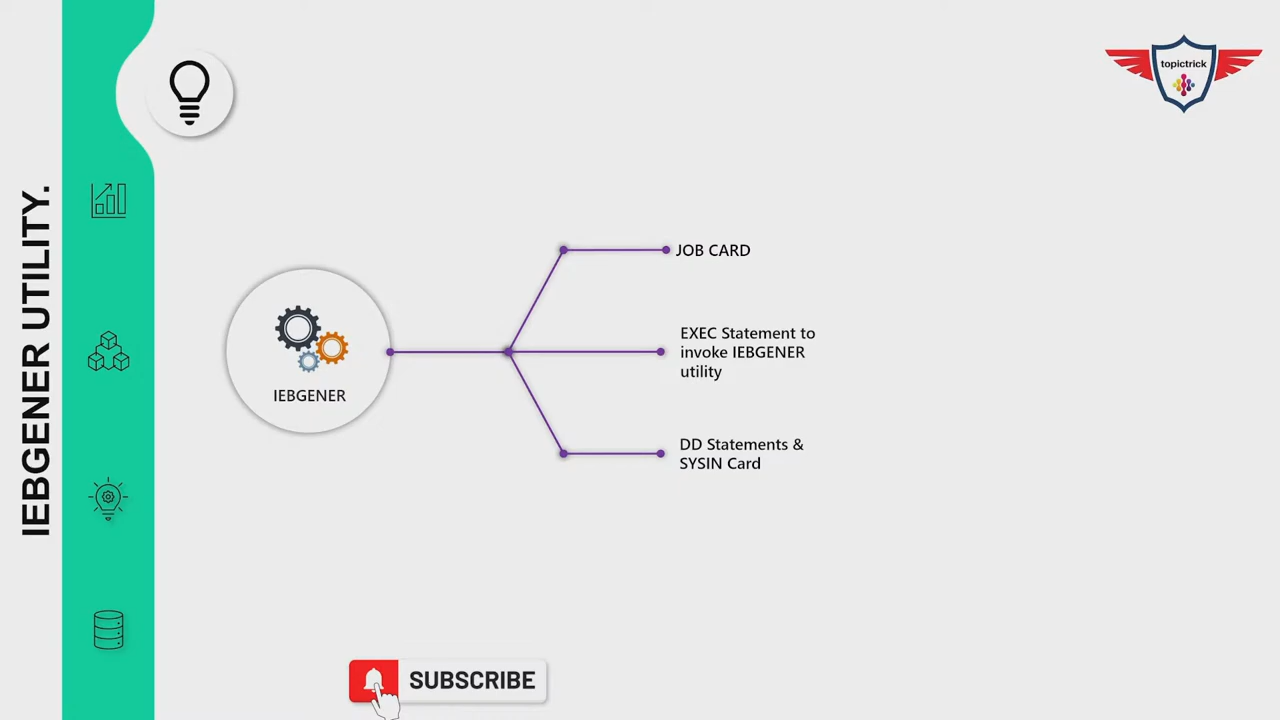 IEBGENER UTILITY.
topictrick
JOB CARD
EXEC Statement to
invoke IEBGENER
utility
IEBGENER
DD Statements &
SYSIN Card
SUBSCRIBE